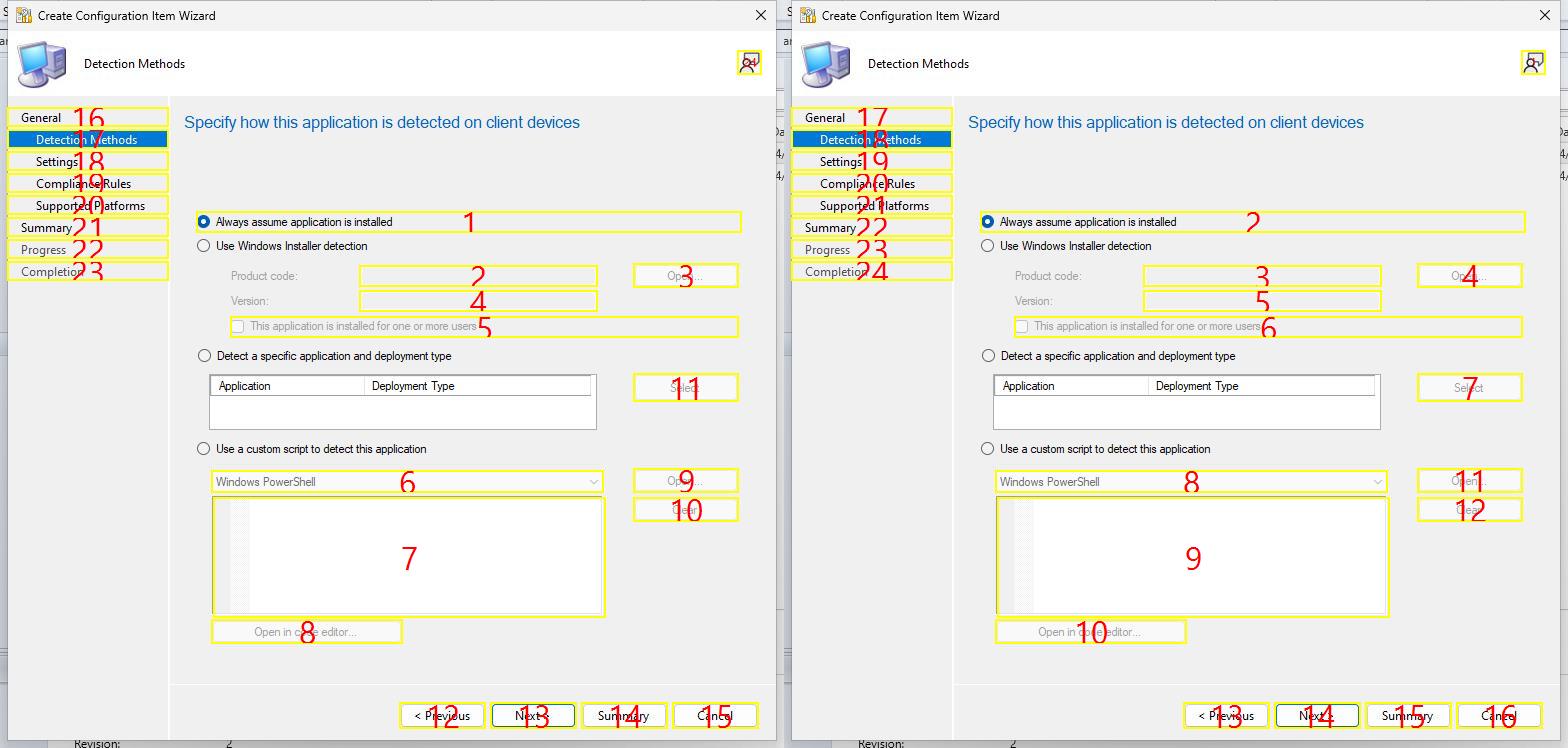 Create Configuration Item Wizard
Detection Methods
24
General 16
Detection Methods 17
Settings 18
Compliance Rules 19
Supported Platforms 20
Summary 21
Progress 22
Completion 23
Specify how this application is detected on client devices
Always assume application is installed 1
Use Windows Installer detection
Product code: 2 Open... 3
Version: 4
This application is installed for one or more users 5
Detect a specific application and deployment type
Application Deployment Type Select 11
Use a custom script to detect this application
Windows PowerShell 6 Open... 9
Clear 10
7
Open in code editor... 8
< Previous 12 Next > 13 Summary 14 Cancel 15
Revision: 2
Create Configuration Item Wizard
Detection Methods
General 17
Detection Methods 18
Settings 19
Compliance Rules 20
Supported Platforms 21
Summary 22
Progress 23
Completion 24
Specify how this application is detected on client devices
Always assume application is installed 2
Use Windows Installer detection
Product code: 3 Open... 4
Version: 5
This application is installed for one or more users 6
Detect a specific application and deployment type
Application Deployment Type Select 7
Use a custom script to detect this application
Windows PowerShell 8 Open... 11
Clear 12
9
Open in code editor... 10
< Previous 13 Next > 14 Summary 15 Cancel 16
Revision: 2